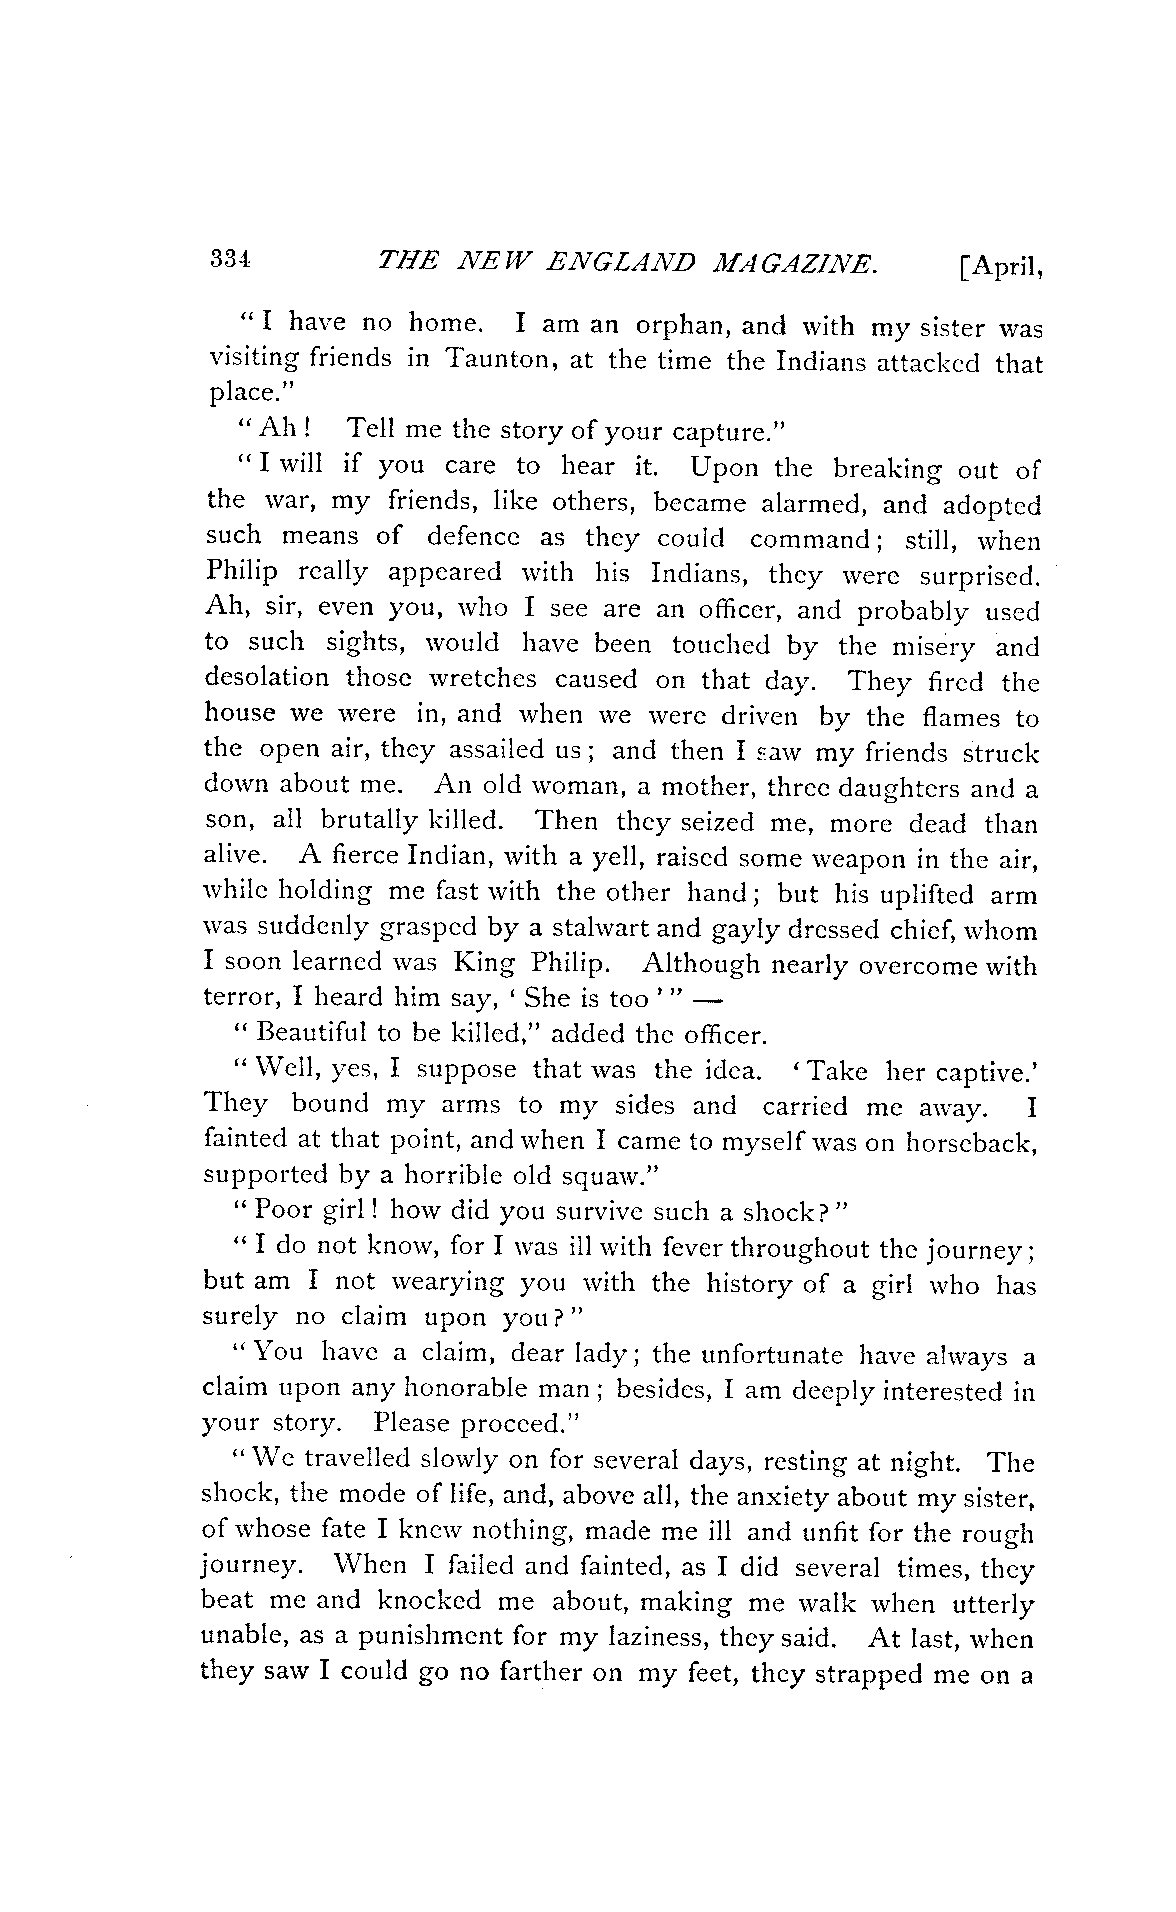 334 THE NEW ENGLAND MAGAZINE. [April,
"I have no home. I am an orphan, and with my sister was
visiting friends in Taunton, at the time the Indians attacked that
place."
"Ah! Tell me the story of your capture."
"I will if you care to hear it. Upon the breaking out of
the war, my friends, like others, became alarmed, and adopted
such means of defence as they could command; still, when
Philip really appeared with his Indians, they were surprised.
Ah, sir, even you, who I see are an officer, and probably used
to such sights, would have been touched by the misery and
desolation those wretches caused on that day. They fired the
house we were in, and when we were driven by the flames to
the open air, they assailed us; and then I saw my friends struck
down about me. An old woman, a mother, three daughters and a
son, all brutally killed. Then they seized me, more dead than
alive. A fierce Indian, with a yell, raised some weapon in the air,
while holding me fast with the other hand; but his uplifted arm
was suddenly grasped by a stalwart and gayly dressed chief, whom
I soon learned was King Philip. Although nearly overcome with
terror, I heard him say, 'She is too'" —
"Beautiful to be killed," added the officer.
"Well, yes, I suppose that was the idea. 'Take her captive.'
They bound my arms to my sides and carried me away. I
fainted at that point, and when I came to myself was on horseback,
supported by a horrible old squaw."
"Poor girl! how did you survive such a shock?"
"I do not know, for I was ill with fever throughout the journey;
but am I not wearying you with the history of a girl who has
surely no claim upon you?"
"You have a claim, dear lady; the unfortunate have always a
claim upon any honorable man; besides, I am deeply interested in
your story. Please proceed."
"We travelled slowly on for several days, resting at night. The
shock, the mode of life, and, above all, the anxiety about my sister,
of whose fate I knew nothing, made me ill and unfit for the rough
journey. When I failed and fainted, as I did several times, they
beat me and knocked me about, making me walk when utterly
unable, as a punishment for my laziness, they said. At last, when
they saw I could go no farther on my feet, they strapped me on a